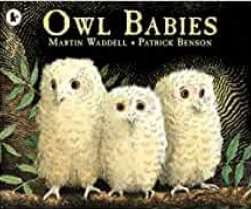 OWL BABIES
MARTIN WADDELL • PATRICK BENSON